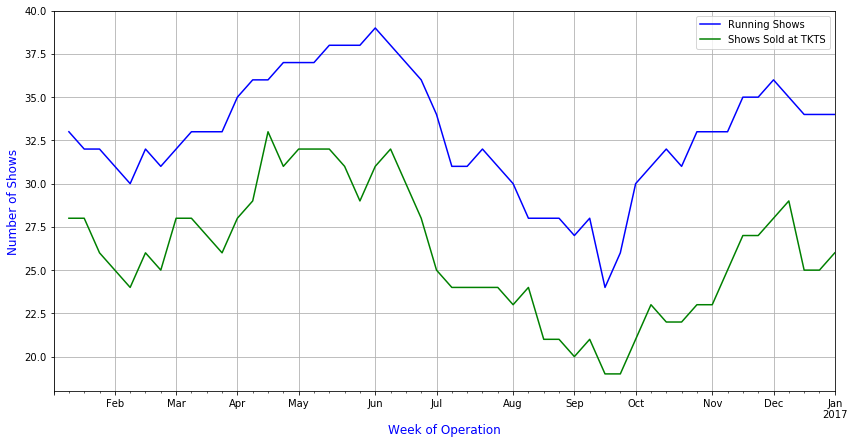 40.0
37.5
35.0
32.5
30.0
27.5
25.0
22.5
20.0
Number of Shows
Running Shows
Shows Sold at TKTS
Feb Mar Apr May Jun Jul Aug Sep Oct Nov Dec Jan
2017
Week of Operation